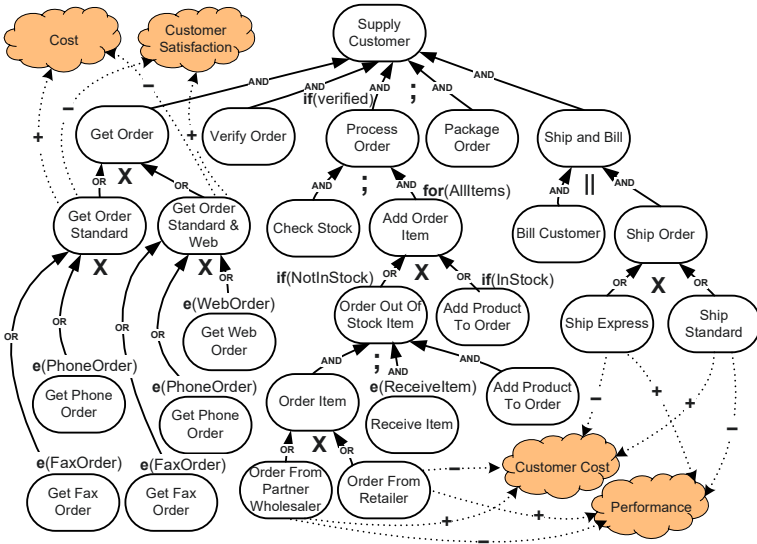 Cost
Customer
Satisfaction
Supply
Customer
AND
AND
AND
AND
AND
if(verified)
;
–
–
+
+
Get Order
Verify Order
Process
Order
Package
Order
Ship and Bill
X
OR
OR
;
AND
AND
for(AllItems)
||
AND
AND
Get Order
Standard
Get Order
Standard &
Web
Check Stock
Add Order
Item
Bill Customer
Ship Order
X
X
if(NotInStock)
OR
X
OR
if(InStock)
OR
X
OR
OR
e(WebOrder)
Get Web
Order
Order Out Of
Stock Item
Add Product
To Order
Ship Express
Ship
Standard
OR
OR
OR
OR
;
AND
AND
AND
e(PhoneOrder)
Get Phone
Order
e(PhoneOrder)
Get Phone
Order
Order Item
e(ReceiveItem)
Receive Item
Add Product
To Order
–
+
+
–
OR
X
OR
e(FaxOrder)
Get Fax
Order
e(FaxOrder)
Get Fax
Order
Order From
Partner
Wholesaler
Order From
Retailer
–
Customer Cost
+
+
–
Performance